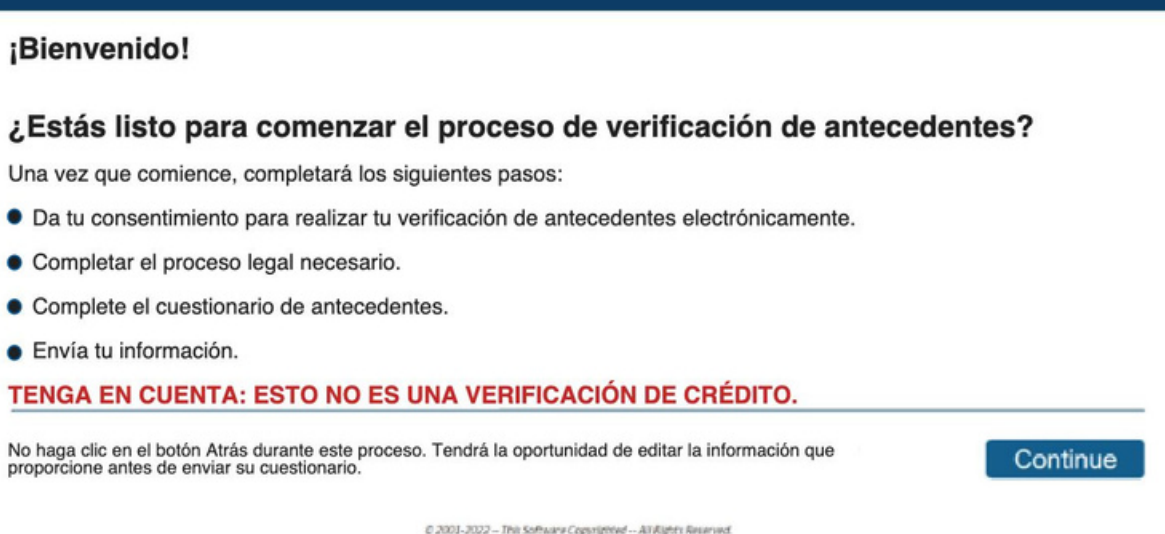 ¡Bienvenido!
¿Estás listo para comenzar el proceso de verificación de antecedentes?
Una vez que comience, completará los siguientes pasos:
Da tu consentimiento para realizar tu verificación de antecedentes electrónicamente.
Completar el proceso legal necesario.
Complete el cuestionario de antecedentes.
Envía tu información.
TENGA EN CUENTA: ESTO NO ES UNA VERIFICACIÓN DE CRÉDITO.
No haga clic en el botón Atrás durante este proceso. Tendrá la oportunidad de editar la información que
proporcione antes de enviar su cuestionario.
Continue
© 2001-2022 -- This Software Copyrighted -- All Rights Reserved.